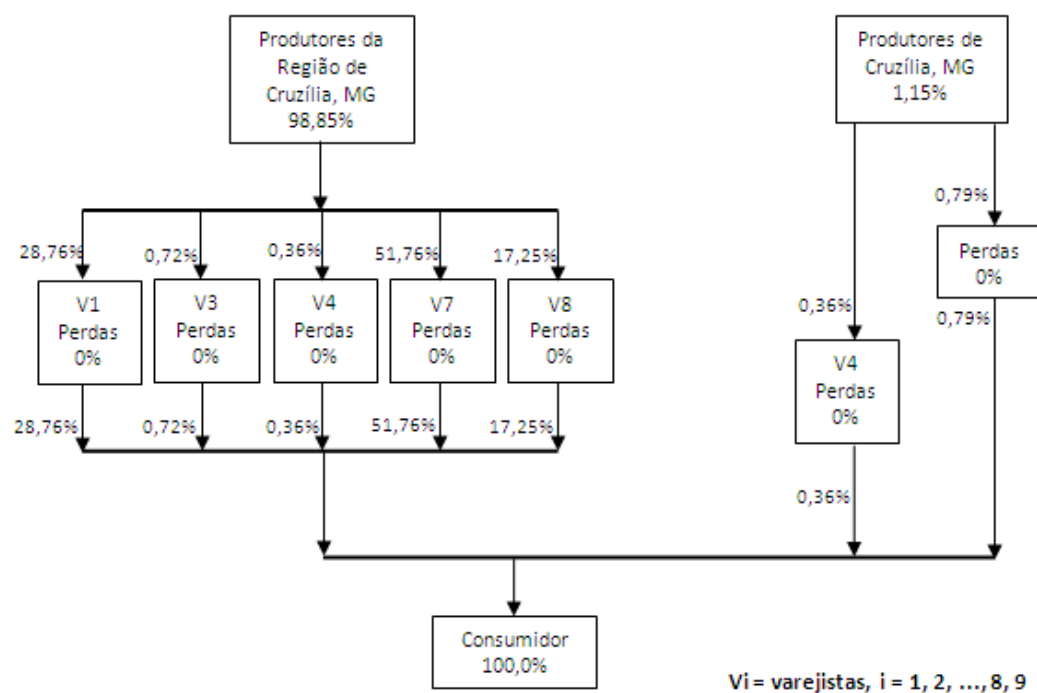 Produtores da
Região de
Cruzília, MG
98,85%
Produtores de
Cruzília, MG
1,15%
28,76%
0,72%
0,36%
51,76%
17,25%
V1
Perdas
0%
V3
Perdas
0%
V4
Perdas
0%
V7
Perdas
0%
V8
Perdas
0%
28,76%
0,72%
0,36%
51,76%
17,25%
0,36%
V4
Perdas
0%
0,36%
0,79%
Perdas
0%
0,79%
Consumidor
100,0%
Vi = varejistas, i = 1, 2, ..., 8, 9